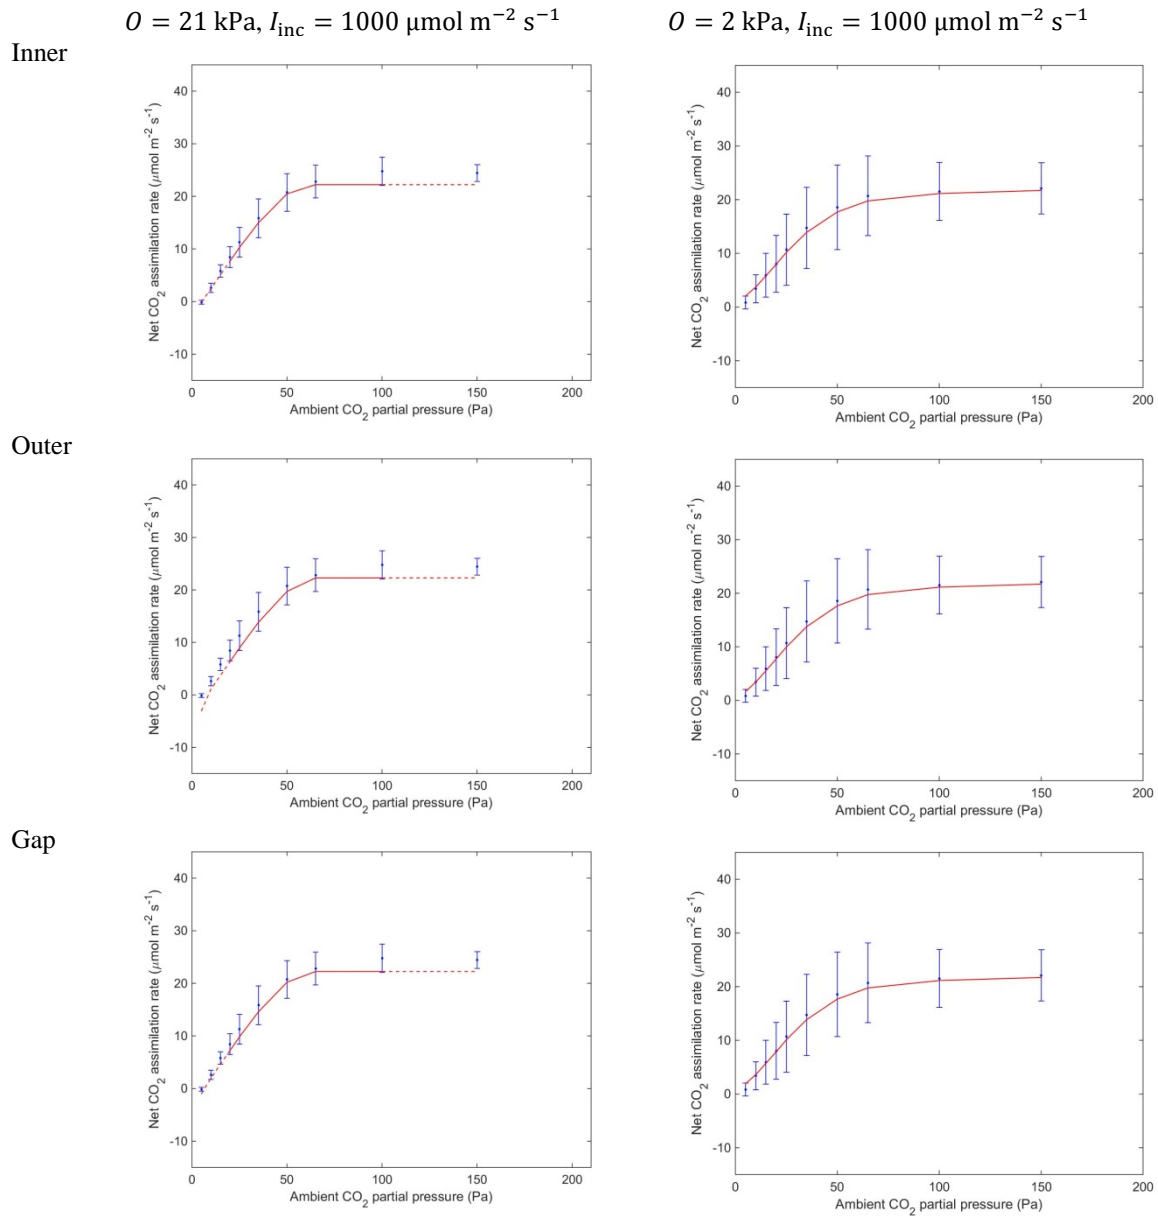 O = 21 kPa, I_inc = 1000 μmol m⁻² s⁻¹
O = 2 kPa, I_inc = 1000 μmol m⁻² s⁻¹
Inner
Net CO₂ assimilation rate (μmol m⁻² s⁻¹)
40
30
20
10
0
-10
0 50 100 150 200
Ambient CO₂ partial pressure (Pa)
Net CO₂ assimilation rate (μmol m⁻² s⁻¹)
40
30
20
10
0
-10
0 50 100 150 200
Ambient CO₂ partial pressure (Pa)
Outer
Net CO₂ assimilation rate (μmol m⁻² s⁻¹)
40
30
20
10
0
-10
0 50 100 150 200
Ambient CO₂ partial pressure (Pa)
Net CO₂ assimilation rate (μmol m⁻² s⁻¹)
40
30
20
10
0
-10
0 50 100 150 200
Ambient CO₂ partial pressure (Pa)
Gap
Net CO₂ assimilation rate (μmol m⁻² s⁻¹)
40
30
20
10
0
-10
0 50 100 150 200
Ambient CO₂ partial pressure (Pa)
Net CO₂ assimilation rate (μmol m⁻² s⁻¹)
40
30
20
10
0
-10
0 50 100 150 200
Ambient CO₂ partial pressure (Pa)